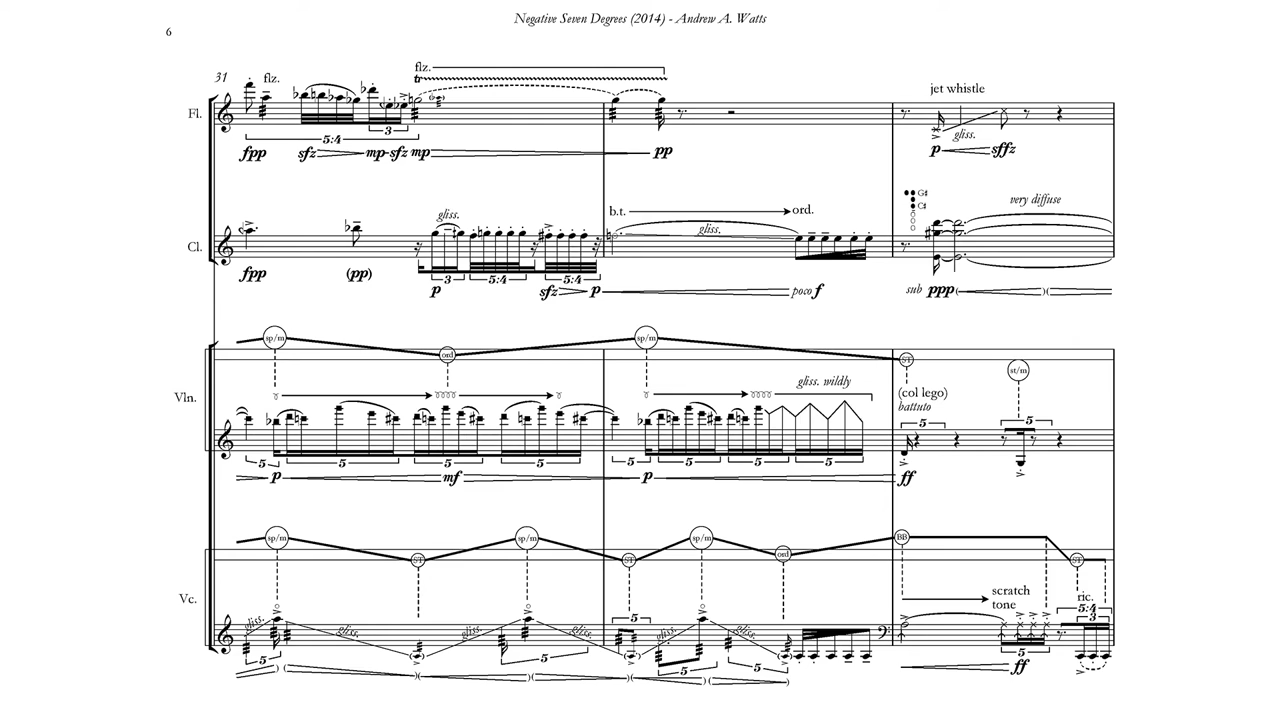 Negative Seven Degrees (2014) - Andrew A. Watts
6
31
flz.
flz.
tr
Fl.
3
5:4
fpp sfz mp sfz mp pp
jet whistle
gliss.
p sffz
gliss.
b.t. ord.
gliss.
G♯
C♯
very diffuse
Cl.
3 5:4 5:4
fpp (pp) p sfz p poco f sub ppp
sp/m ord sp/m ST st/m
gliss. wildly
(col lego)
battuto
Vln.
5 5
5 5 5 5 5 5 5 5 5
p mf p ff
sp/m ST sp/m ST sp/m ord BB ST
scratch
tone
ric.
5:4
3
Vc.
5
gliss. gliss. gliss. gliss. gliss. gliss.
5 5 5 5 5
ff